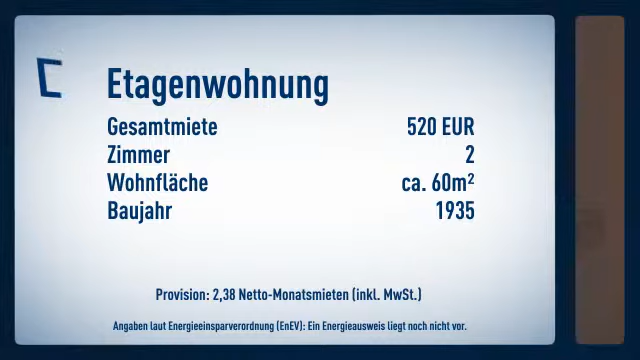 Etagenwohnung
Gesamtmiete 520 EUR
Zimmer 2
Wohnfläche ca. 60m²
Baujahr 1935
Provision: 2,38 Netto-Monatsmieten (inkl. MwSt.)
Angaben laut Energieeinsparverordnung (EnEV): Ein Energieausweis liegt noch nicht vor.